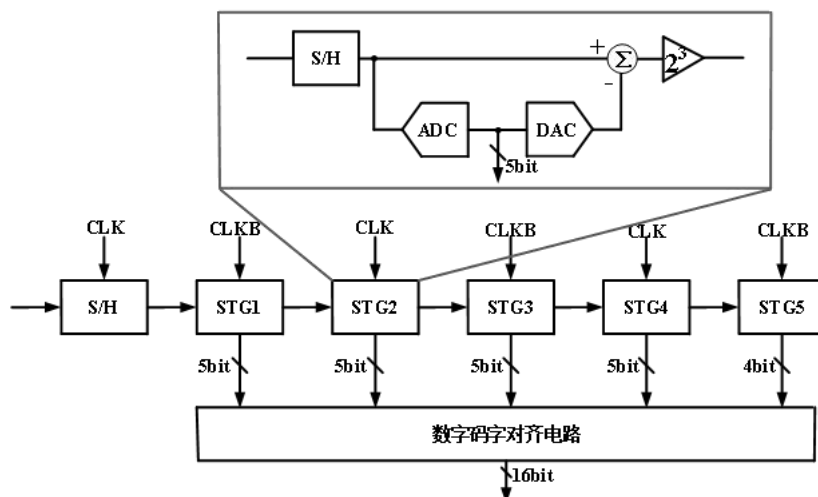 S/H
+
Σ
-
2³
ADC
DAC
5bit
CLK
CLKB
CLK
CLKB
CLK
CLKB
S/H
STG1
STG2
STG3
STG4
STG5
5bit
5bit
5bit
5bit
4bit
数字码字对齐电路
16bit